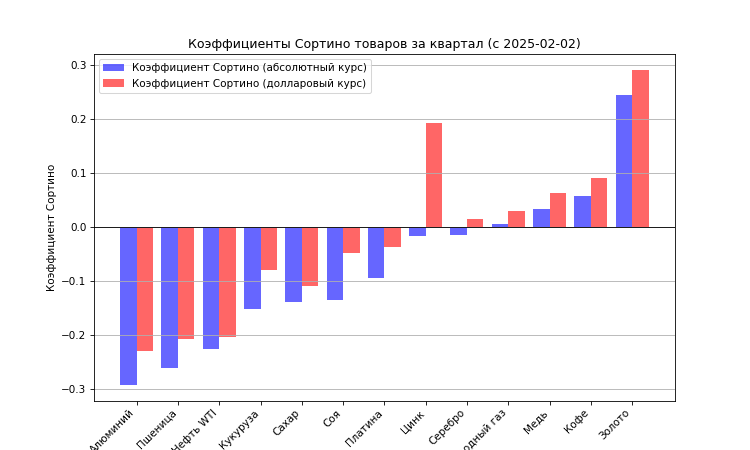 Коэффициенты Сортино товаров за квартал (с 2025-02-02)
Коэффициент Сортино (абсолютный курс)
Коэффициент Сортино (долларовый курс)
Коэффициент Сортино
0.3
0.2
0.1
0.0
−0.1
−0.2
−0.3
Алюминий
Пшеница
Нефть WTI
Кукуруза
Сахар
Соя
Платина
Цинк
Серебро
газ
Медь
Кофе
Золото